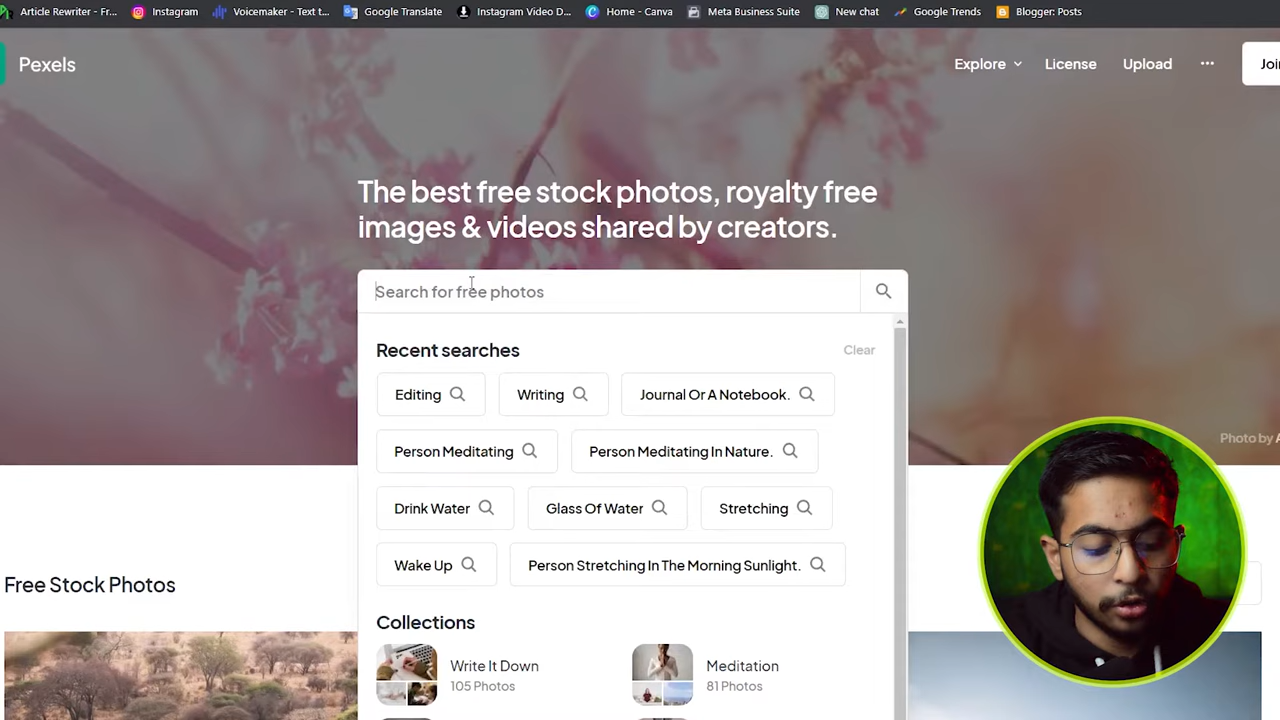 Article Rewriter - Fr...
Instagram
Voicemaker - Text t...
Google Translate
Instagram Video D...
Home - Canva
Meta Business Suite
New chat
Google Trends
Blogger: Posts
Pexels
Explore
License
Upload
Joi
The best free stock photos, royalty free
images & videos shared by creators.
Search for free photos
Recent searches
Clear
Editing
Writing
Journal Or A Notebook.
Person Meditating
Person Meditating In Nature.
Photo by A
Drink Water
Glass Of Water
Stretching
Wake Up
Person Stretching In The Morning Sunlight.
Free Stock Photos
Collections
Write It Down
105 Photos
Meditation
81 Photos